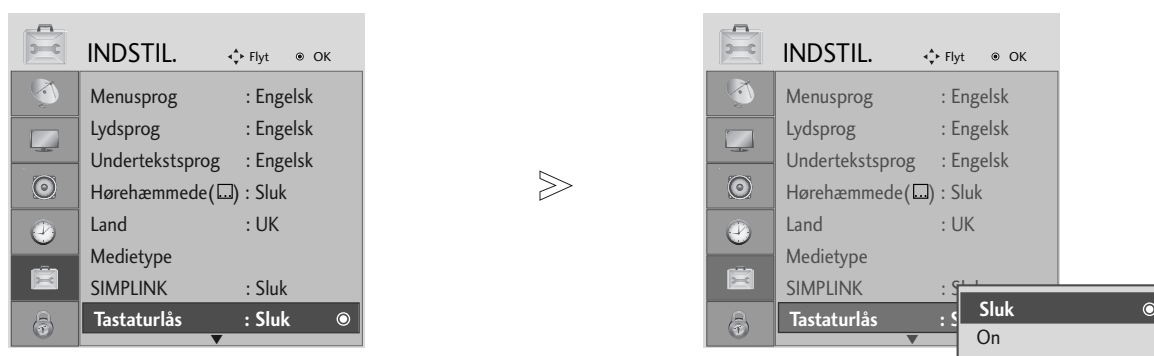 INDSTIL. Flyt OK
Menusprog : Engelsk
Lydsprog : Engelsk
Undertekstsprog : Engelsk
Hørehæmmede( ) : Sluk
Land : UK
Medietype
SIMPLINK : Sluk
Tastaturlås : Sluk
INDSTIL. Flyt OK
Menusprog : Engelsk
Lydsprog : Engelsk
Undertekstsprog : Engelsk
Hørehæmmede( ) : Sluk
Land : UK
Medietype
SIMPLINK
Tastaturlås
Sluk
On